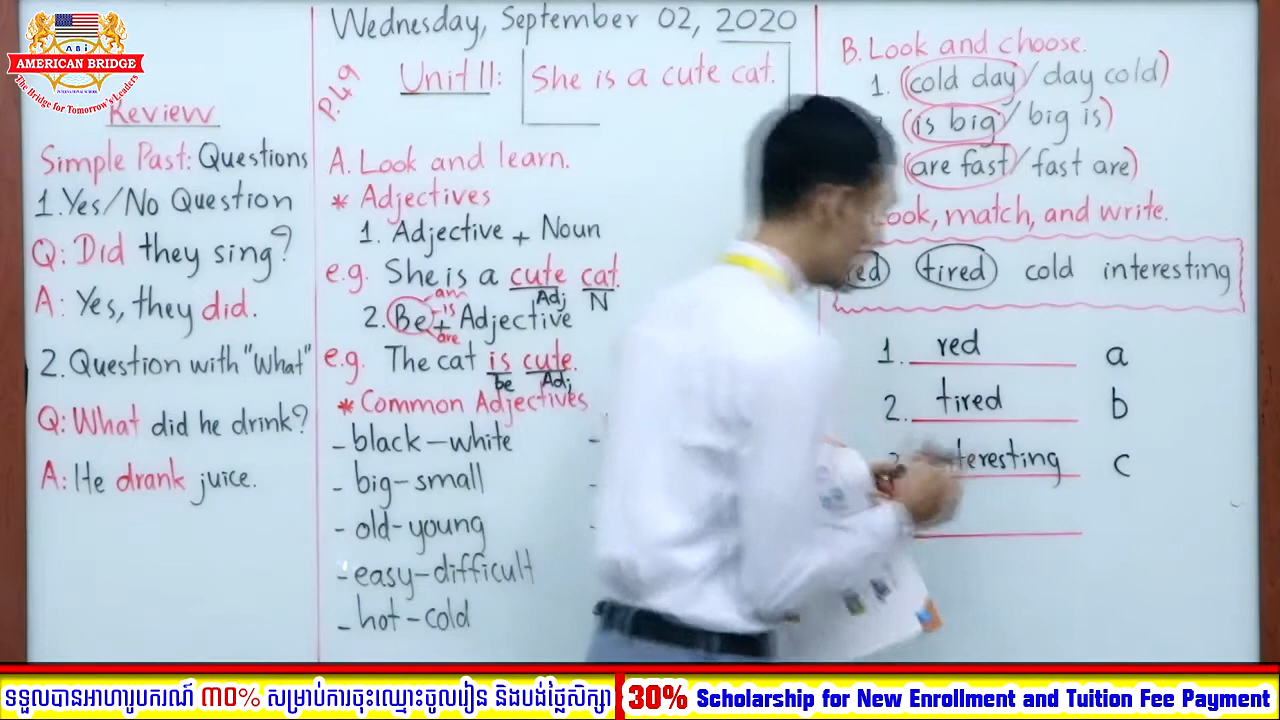 ABi
AMERICAN BRIDGE
INTERNATIONAL SCHOOL
The Bridge for Tomorrow's Leaders
Review
Simple Past: Questions
1. Yes/No Question
Q: Did they sing?
A: Yes, they did.
2. Question with "What"
Q: What did he drink?
A: He drank juice.
Wednesday, September 02, 2020
P.49
Unit 11: She is a cute cat.
A. Look and learn.
* Adjectives
1. Adjective + Noun
e.g. She is a cute cat.
Adj N
am
2. Be + Adjective
is
are
e.g. The cat is cute.
be Adj
* Common Adjectives
- black - white
- big - small
- old - young
- easy - difficult
- hot - cold
B. Look and choose.
1. (cold day / day cold)
(is big / big is)
(are fast / fast are)
Look, match, and write.
red tired cold interesting
1. red a
2. tired b
interesting c
ទទួលបានអាហារូបករណ៍ ៣០% សម្រាប់ការចុះឈ្មោះចូលរៀន និងបង់ថ្លៃសិក្សា
30% Scholarship for New Enrollment and Tuition Fee Payment